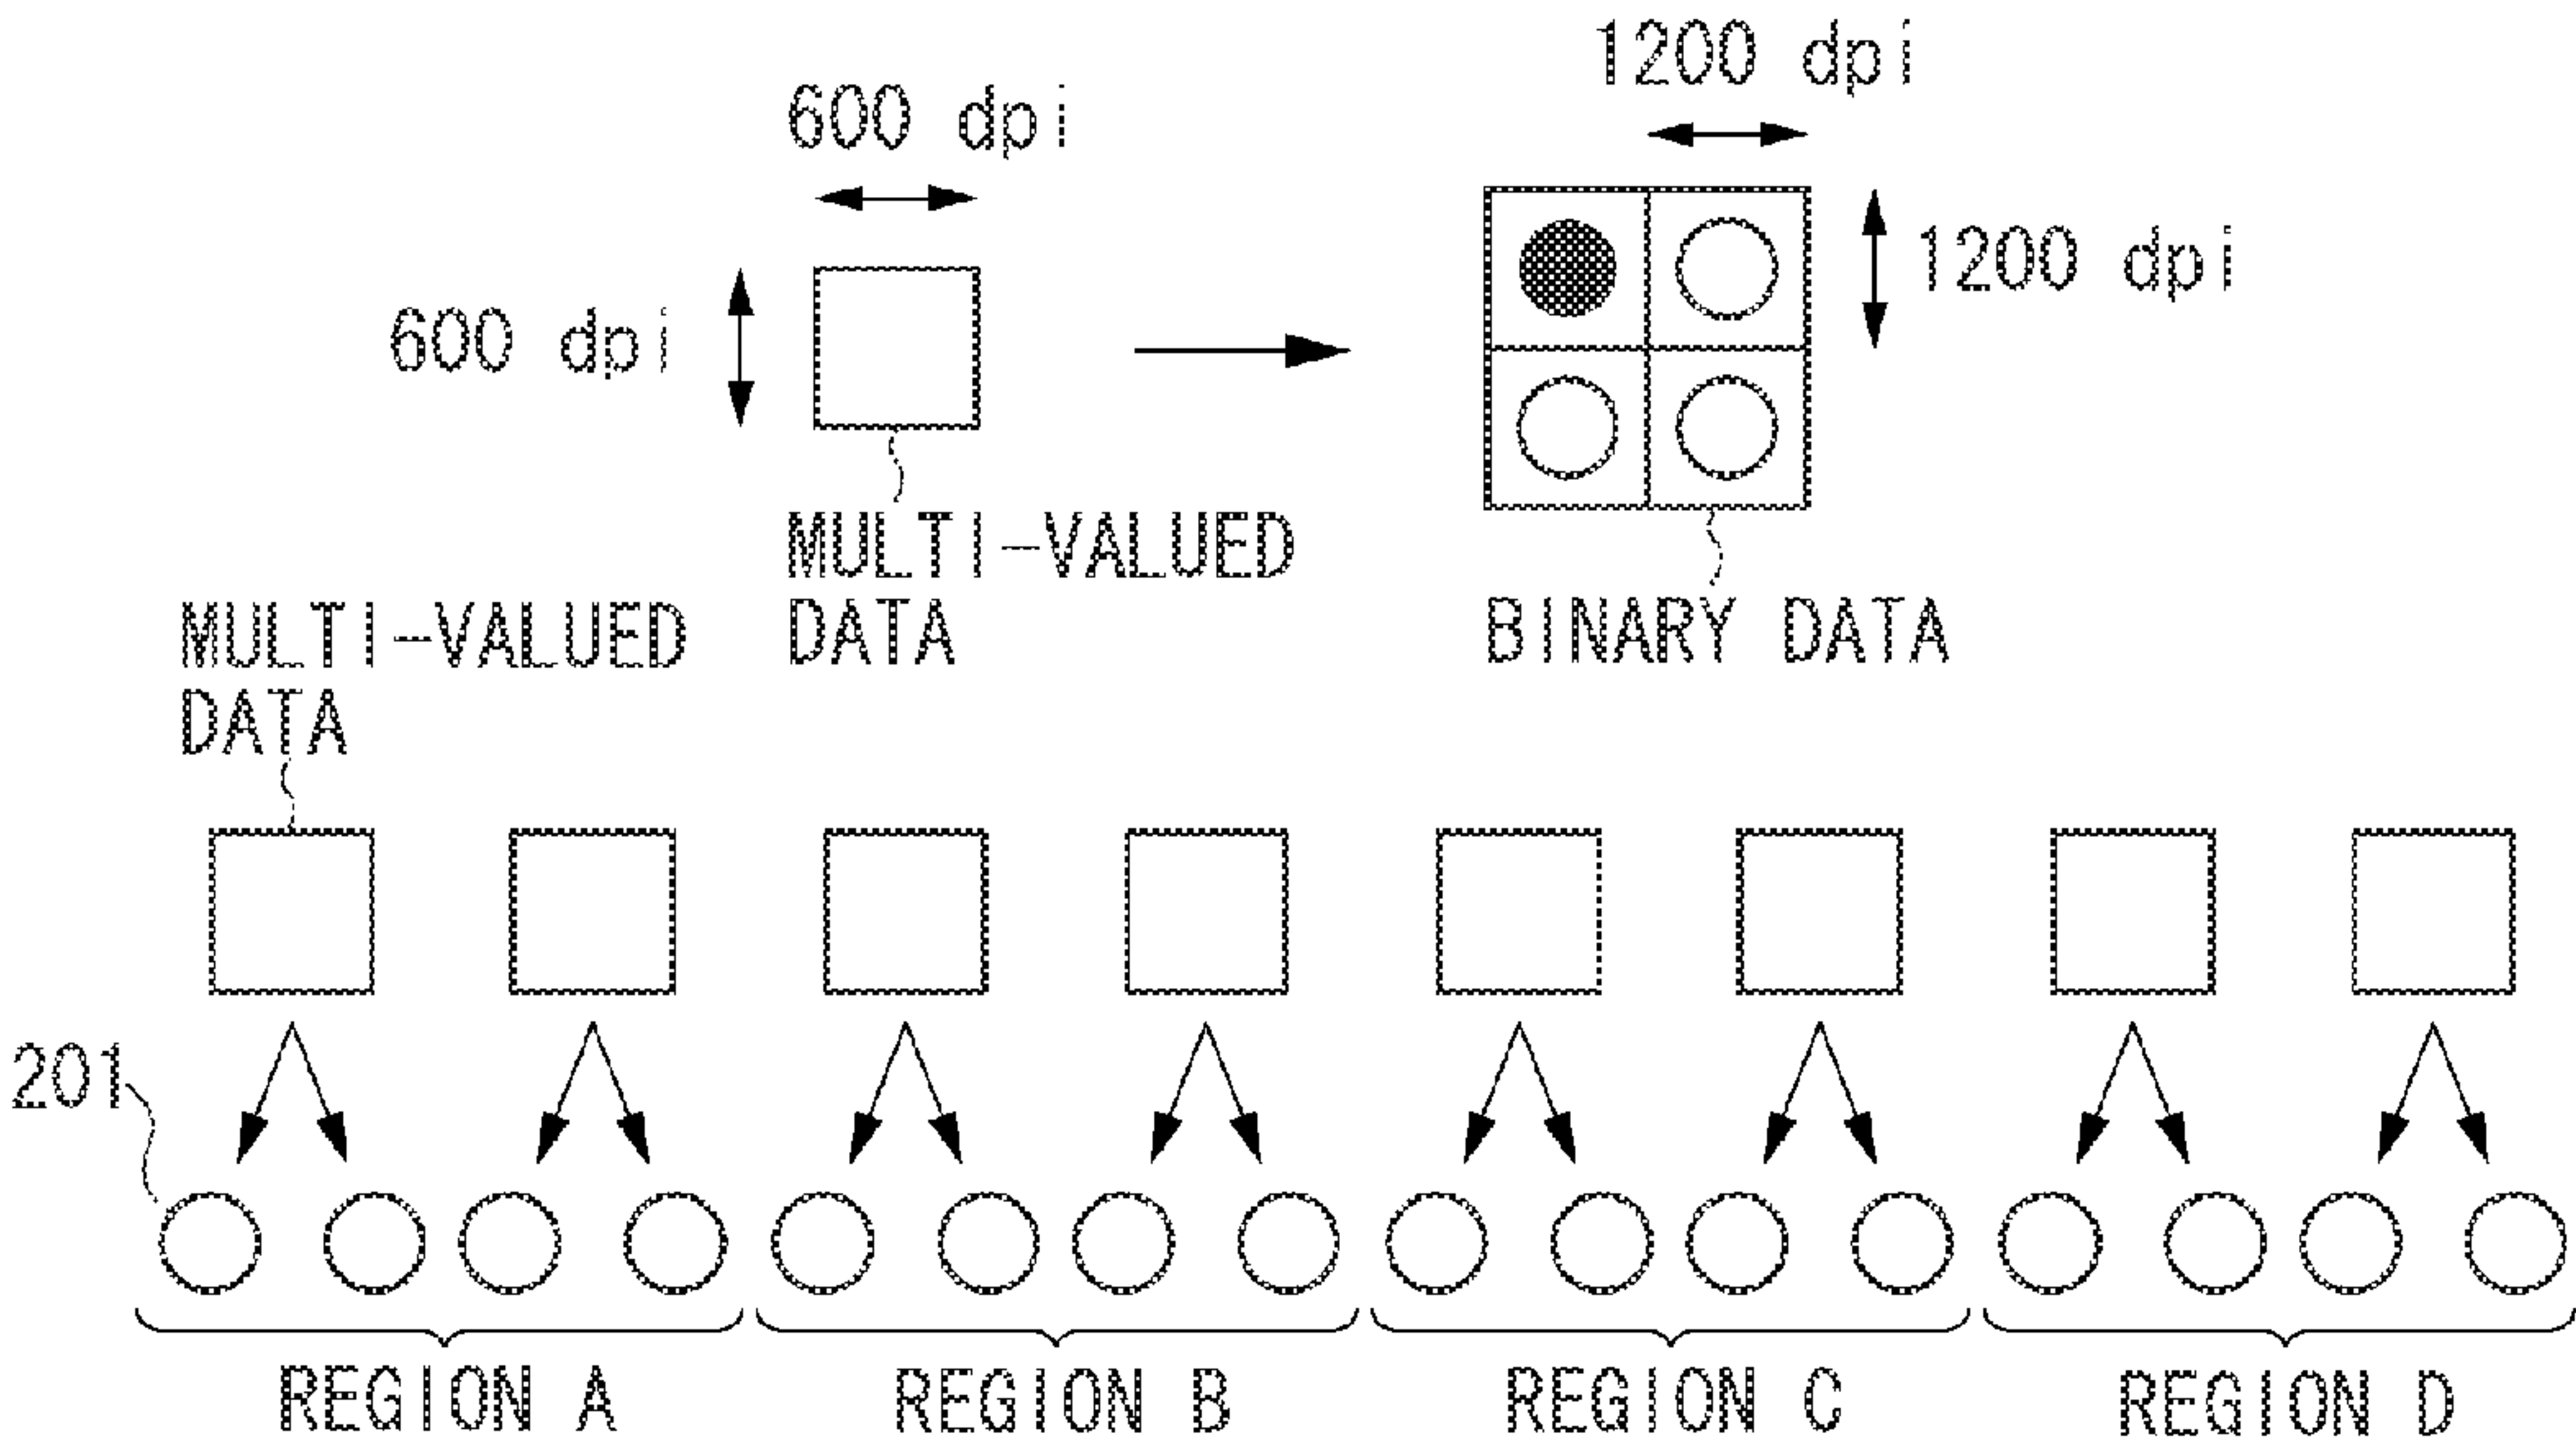 1200 dpi
600 dpi
1200 dpi
600 dpi
MULTI-VALUED
DATA
BINARY DATA
MULTI-VALUED
DATA
201
REGION A
REGION B
REGION C
REGION D